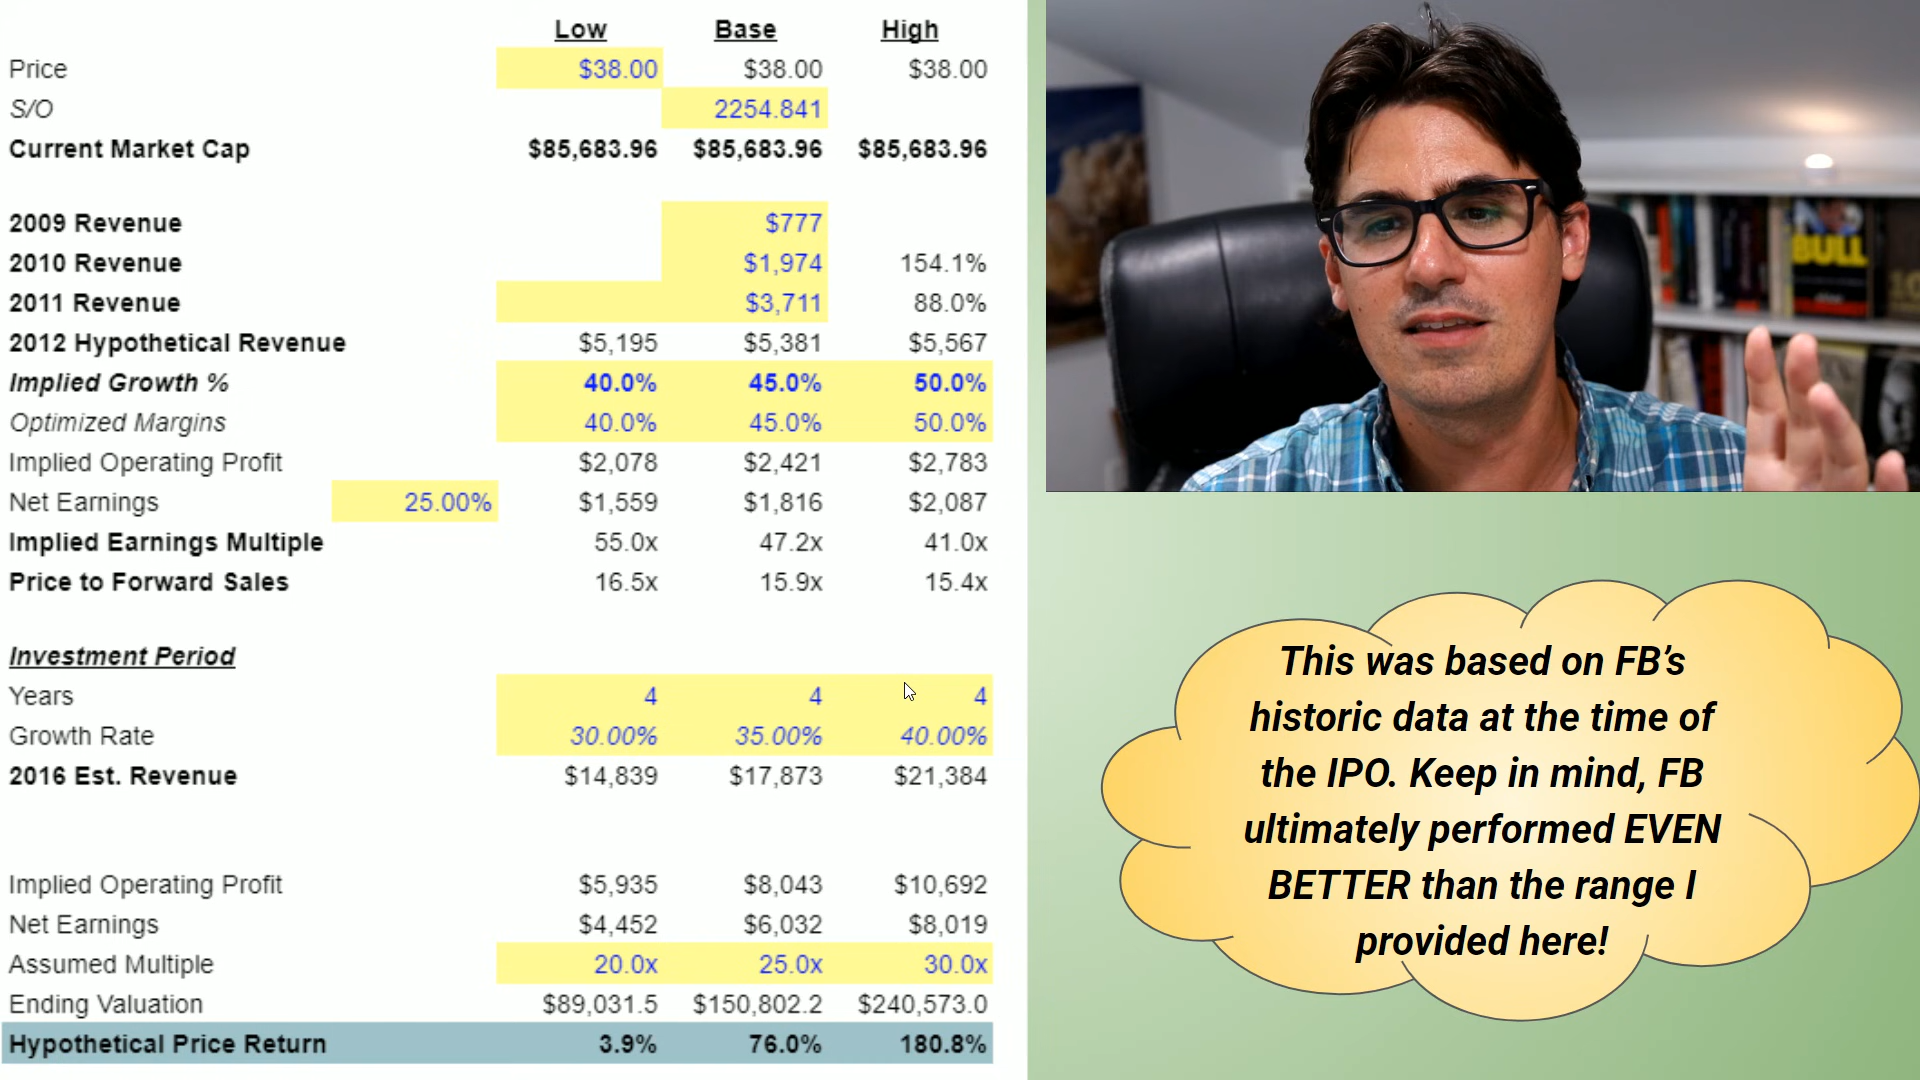 Low Base High
Price $38.00 $38.00 $38.00
S/O 2254.841
Current Market Cap $85,683.96 $85,683.96 $85,683.96
2009 Revenue $777
2010 Revenue $1,974 154.1%
2011 Revenue $3,711 88.0%
2012 Hypothetical Revenue $5,195 $5,381 $5,567
Implied Growth % 40.0% 45.0% 50.0%
Optimized Margins 40.0% 45.0% 50.0%
Implied Operating Profit $2,078 $2,421 $2,783
Net Earnings 25.00% $1,559 $1,816 $2,087
Implied Earnings Multiple 55.0x 47.2x 41.0x
Price to Forward Sales 16.5x 15.9x 15.4x
Investment Period
Years 4 4 4
Growth Rate 30.00% 35.00% 40.00%
2016 Est. Revenue $14,839 $17,873 $21,384
Implied Operating Profit $5,935 $8,043 $10,692
Net Earnings $4,452 $6,032 $8,019
Assumed Multiple 20.0x 25.0x 30.0x
Ending Valuation $89,031.5 $150,802.2 $240,573.0
Hypothetical Price Return 3.9% 76.0% 180.8%
BULL
This was based on FB's
historic data at the time of
the IPO. Keep in mind, FB
ultimately performed EVEN
BETTER than the range I
provided here!